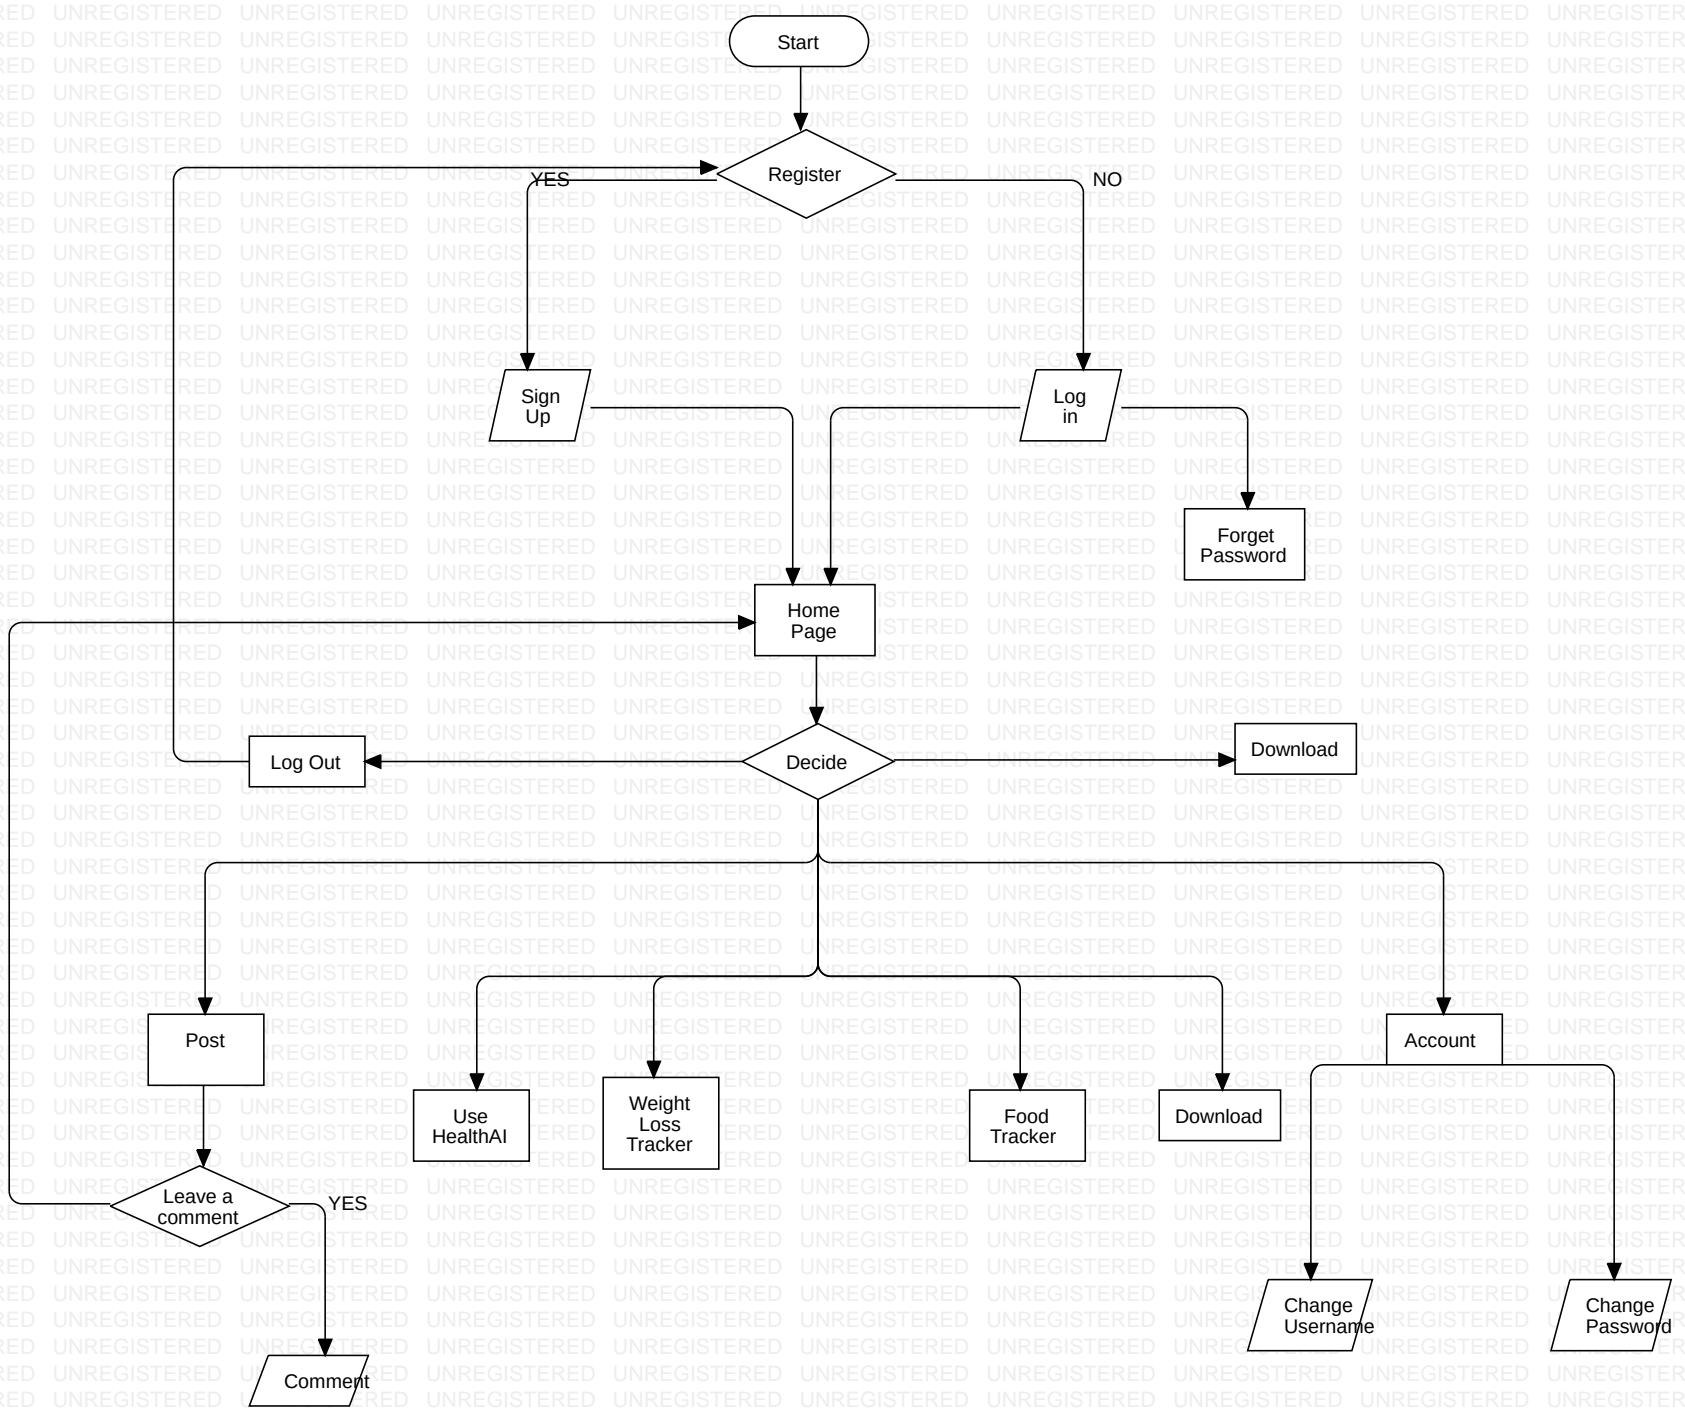 Start
Register
YES
NO
Sign
Up
Log
in
Forget
Password
Home
Page
Log Out
Decide
Download
Post
Account
Use
HealthAI
Weight
Loss
Tracker
Food
Tracker
Download
Leave a
comment
YES
Change
Username
Change
Password
Comment
UNREGISTERED